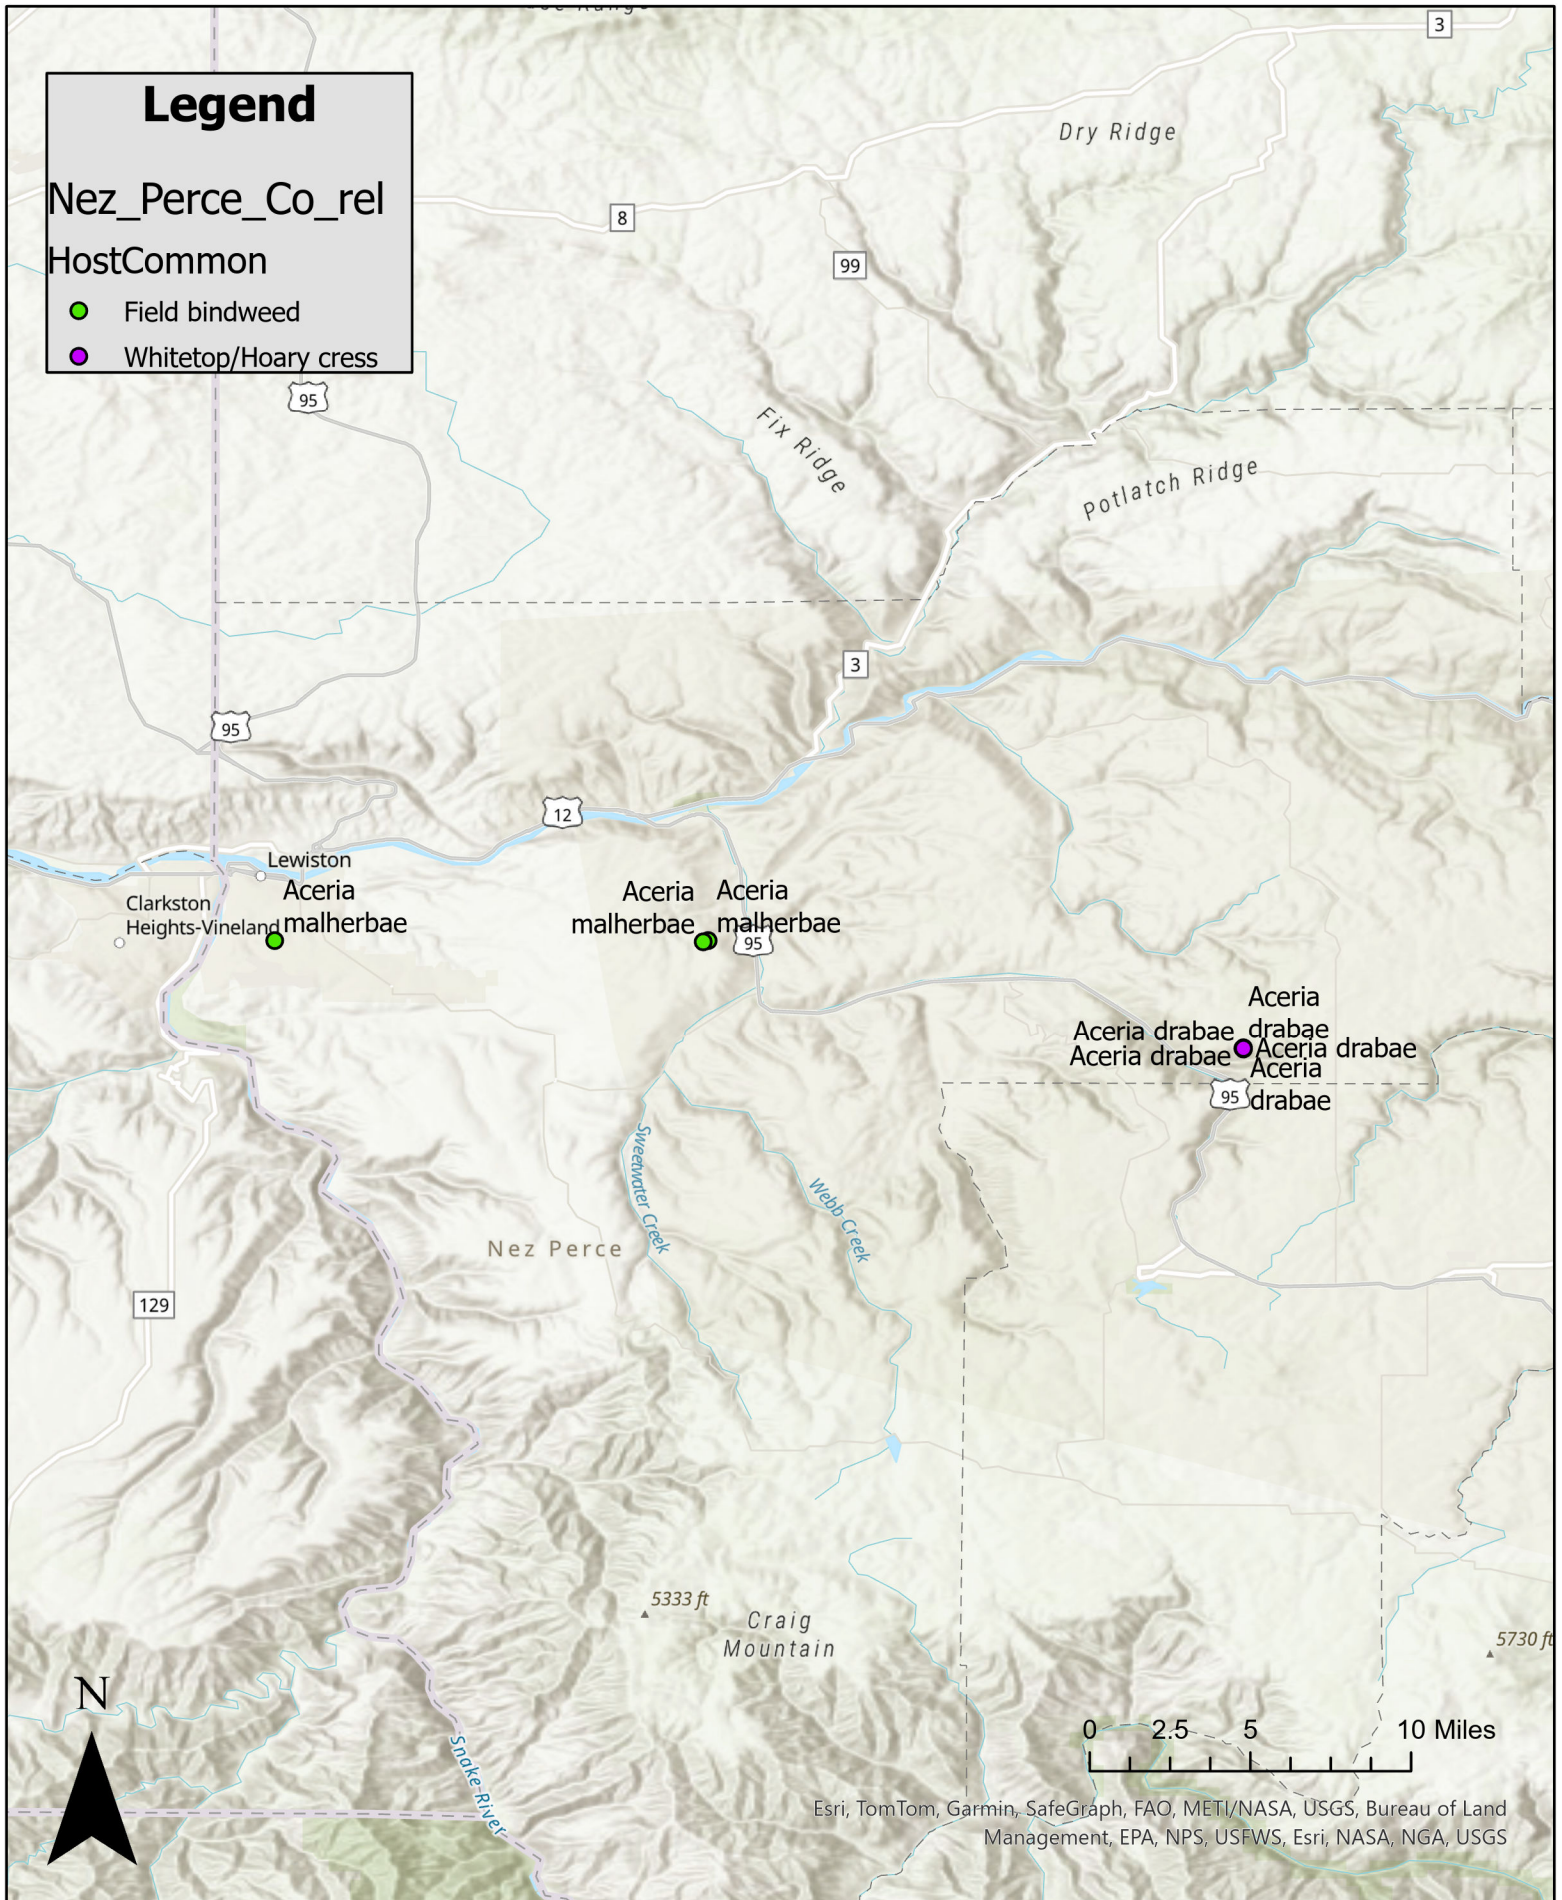 Legend
Nez_Perce_Co_rel
HostCommon
Field bindweed
Whitetop/Hoary cress
3
Dry Ridge
8
99
95
Fix Ridge
Potlatch Ridge
3
95
12
Lewiston
Clarkston
Heights-Vineland
Aceria
malherbae
Aceria
malherbae
Aceria
malherbae
95
Aceria
drabae
Aceria drabae
Aceria drabae
Aceria drabae
Aceria
drabae
95
Sweetwater Creek
Webb Creek
Nez Perce
129
5333 ft
Craig
Mountain
5730 ft
N
Snake River
0 2.5 5 10 Miles
Esri, TomTom, Garmin, SafeGraph, FAO, METI/NASA, USGS, Bureau of Land
Management, EPA, NPS, USFWS, Esri, NASA, NGA, USGS